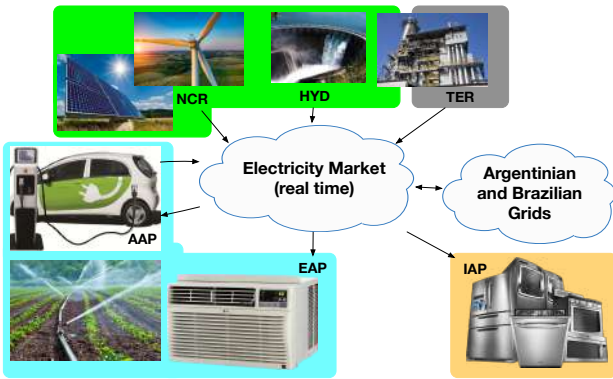 NCR
HYD
TER
Electricity Market
(real time)
Argentinian
and Brazilian
Grids
AAP
EAP
IAP